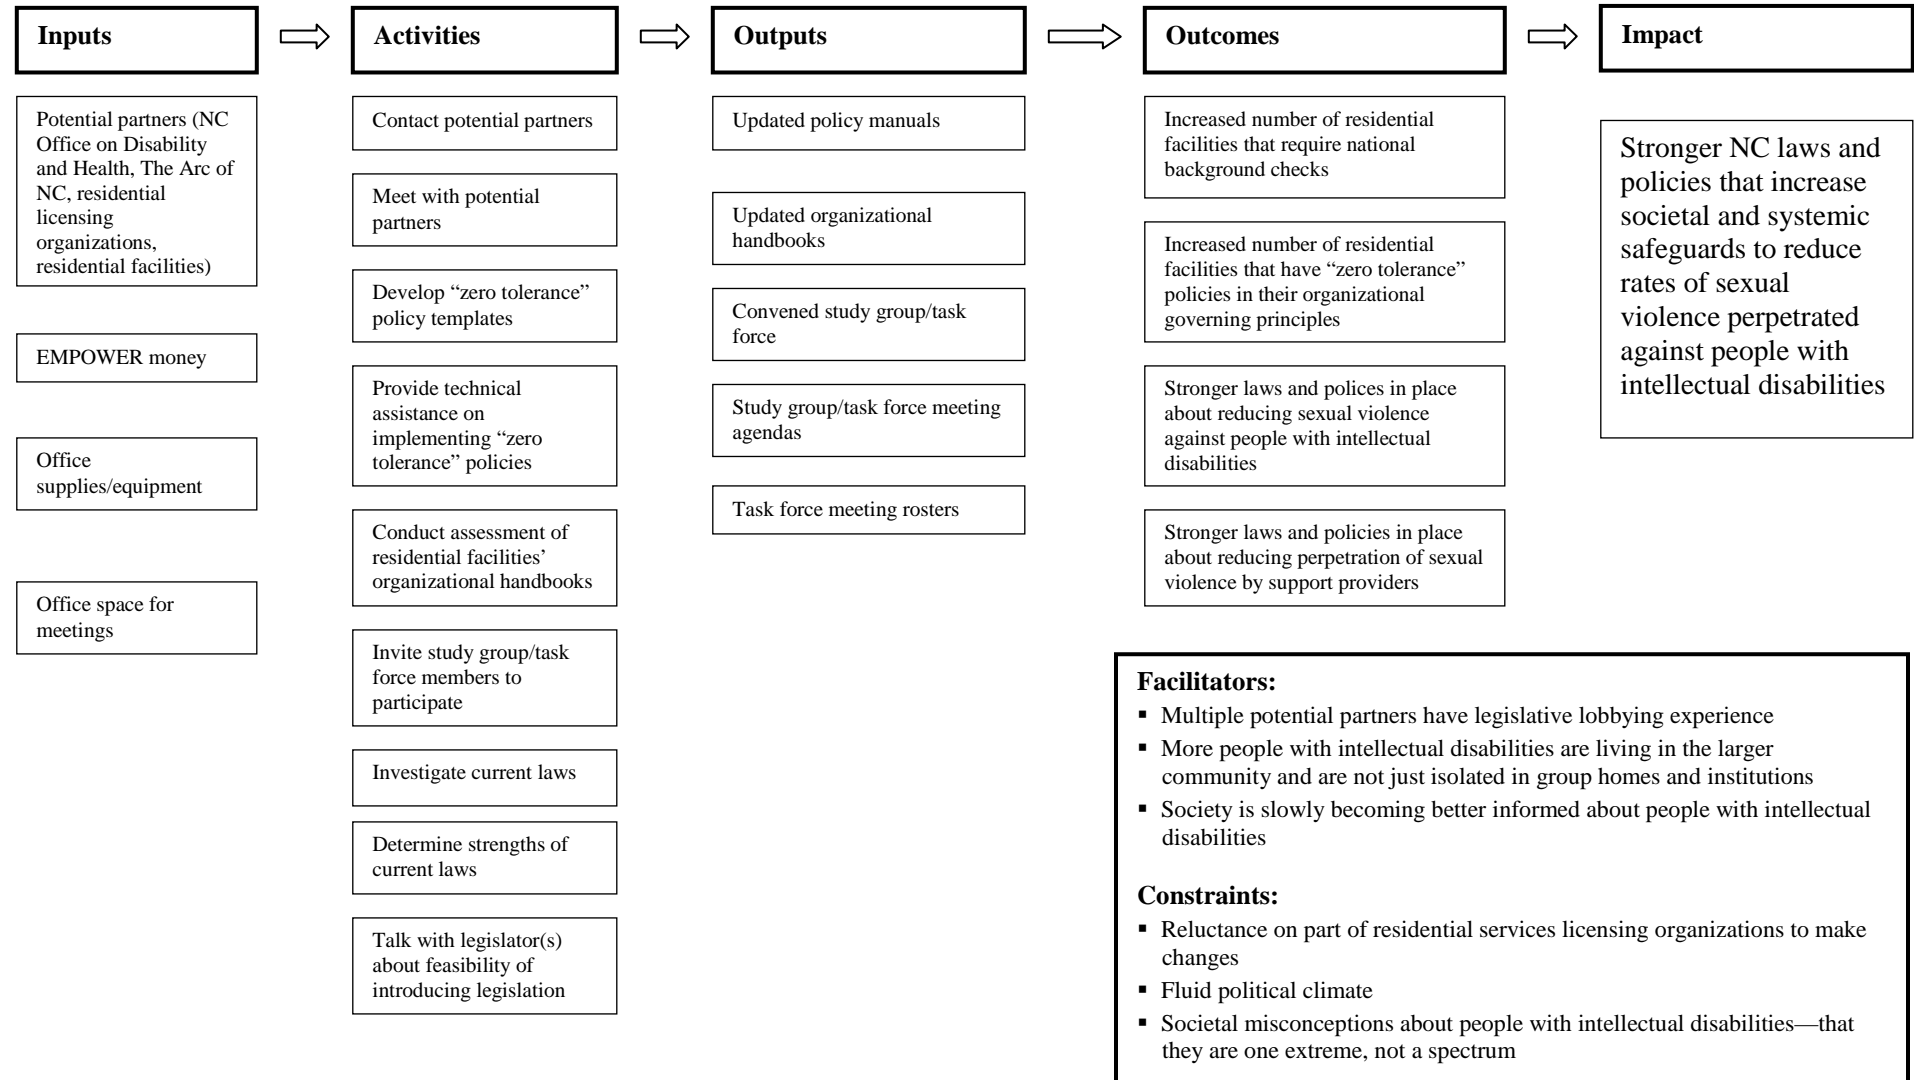 Inputs
Activities
Outputs
Outcomes
Impact
Potential partners (NC
Office on Disability
and Health, The Arc of
NC, residential
licensing
organizations,
residential facilities)
EMPOWER money
Office
supplies/equipment
Office space for
meetings
Contact potential partners
Meet with potential
partners
Develop “zero tolerance”
policy templates
Provide technical
assistance on
implementing “zero
tolerance” policies
Conduct assessment of
residential facilities’
organizational handbooks
Invite study group/task
force members to
participate
Investigate current laws
Determine strengths of
current laws
Talk with legislator(s)
about feasibility of
introducing legislation
Updated policy manuals
Updated organizational
handbooks
Convened study group/task
force
Study group/task force meeting
agendas
Task force meeting rosters
Increased number of residential
facilities that require national
background checks
Increased number of residential
facilities that have “zero tolerance”
policies in their organizational
governing principles
Stronger laws and polices in place
about reducing sexual violence
against people with intellectual
disabilities
Stronger laws and policies in place
about reducing perpetration of sexual
violence by support providers
Stronger NC laws and
policies that increase
societal and systemic
safeguards to reduce
rates of sexual
violence perpetrated
against people with
intellectual disabilities
Facilitators:
▪ Multiple potential partners have legislative lobbying experience
▪ More people with intellectual disabilities are living in the larger
community and are not just isolated in group homes and institutions
▪ Society is slowly becoming better informed about people with intellectual
disabilities
Constraints:
▪ Reluctance on part of residential services licensing organizations to make
changes
▪ Fluid political climate
▪ Societal misconceptions about people with intellectual disabilities—that
they are one extreme, not a spectrum